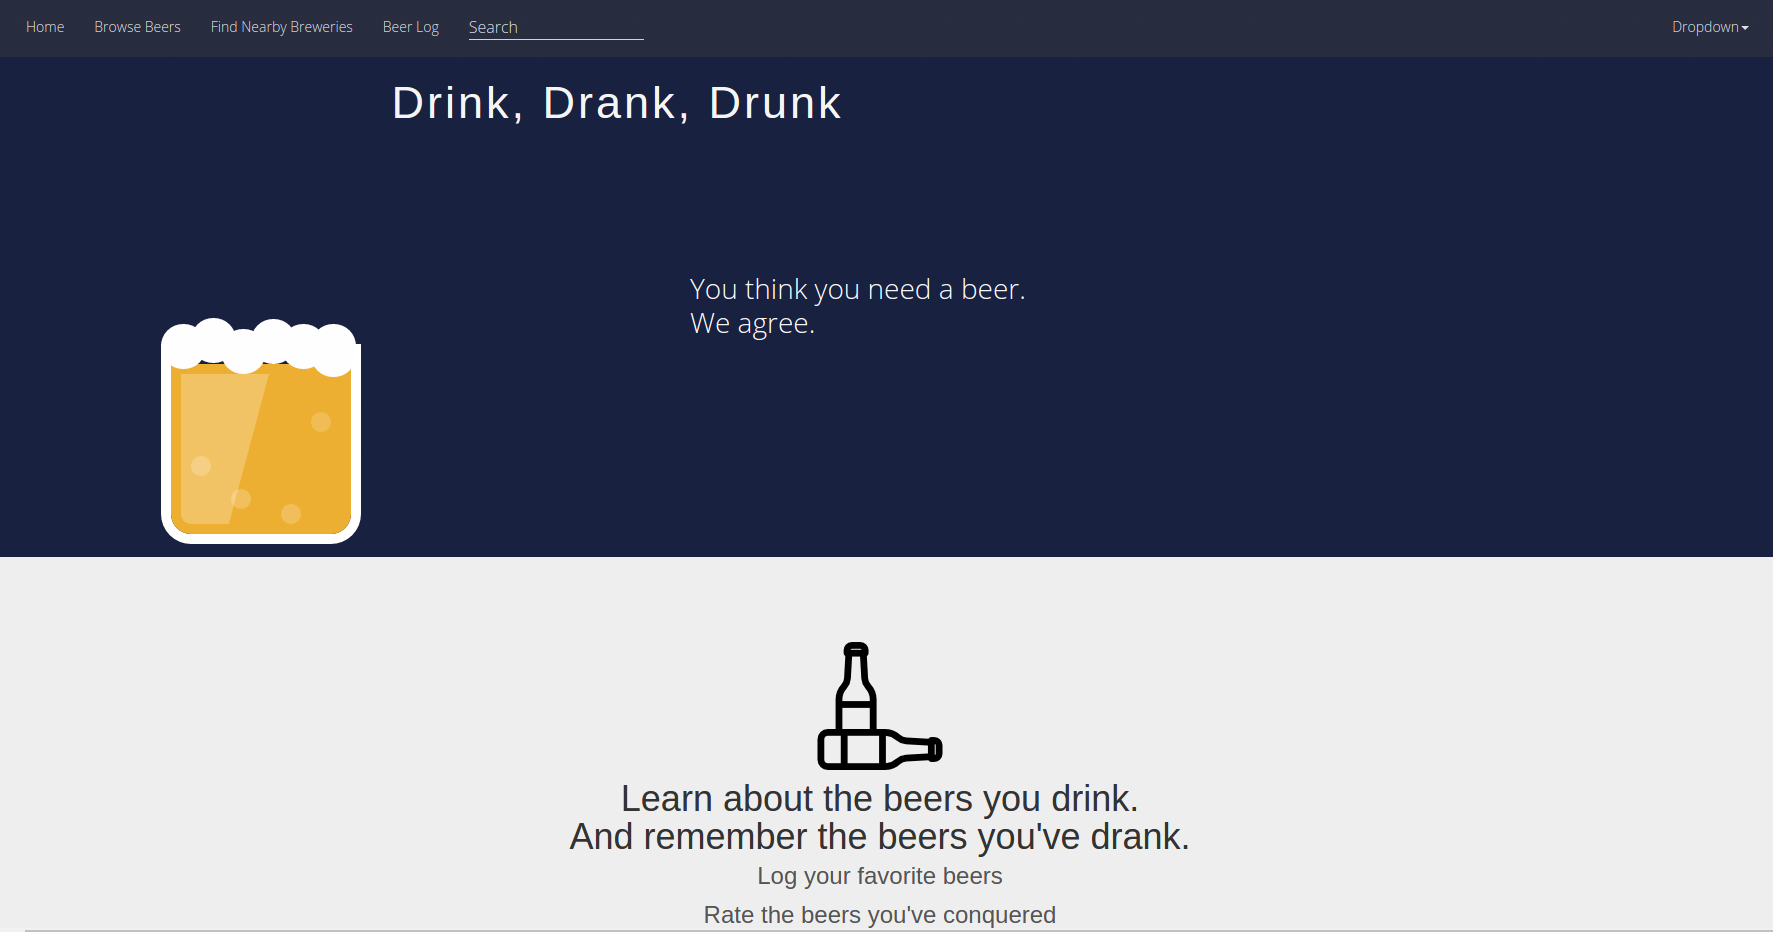 Home Browse Beers Find Nearby Breweries Beer Log Search Dropdown
Drink, Drank, Drunk
You think you need a beer.
We agree.
Learn about the beers you drink.
And remember the beers you've drank.
Log your favorite beers
Rate the beers you've conquered